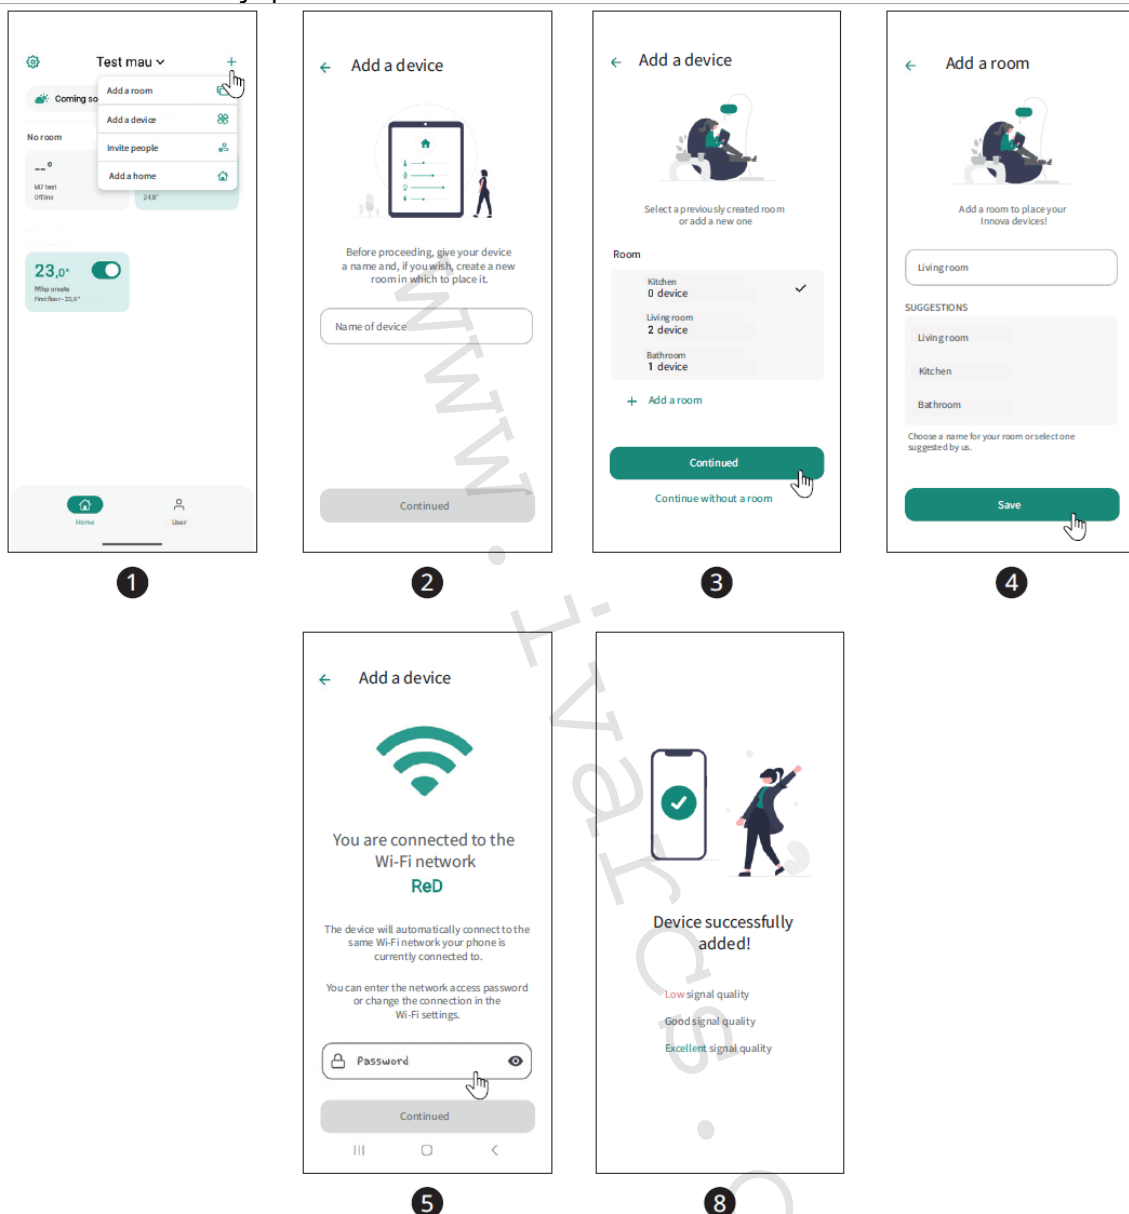 Test mau
Coming so
Add a room
Add a device
Invite people
Add a home
No room
--°
M7 test
Offline
24,8°
23,0°
Whp create
First floor - 23,0°
Home
User
1
Add a device
Before proceeding, give your device
a name and, if you wish, create a new
room in which to place it.
Name of device
Continued
2
Add a device
Select a previously created room
or add a new one
Room
Kitchen
0 device
Living room
2 device
Bathroom
1 device
+ Add a room
Continued
Continue without a room
3
Add a room
Add a room to place your
Innova devices!
Living room
SUGGESTIONS
Living room
Kitchen
Bathroom
Choose a name for your room or select one
suggested by us.
Save
4
Add a device
You are connected to the
Wi-Fi network
ReD
The device will automatically connect to the
same Wi-Fi network your phone is
currently connected to.
You can enter the network access password
or change the connection in the
Wi-Fi settings.
Password
Continued
5
Device successfully
added!
Low signal quality
Good signal quality
Excellent signal quality
8
www.ivarcs.c